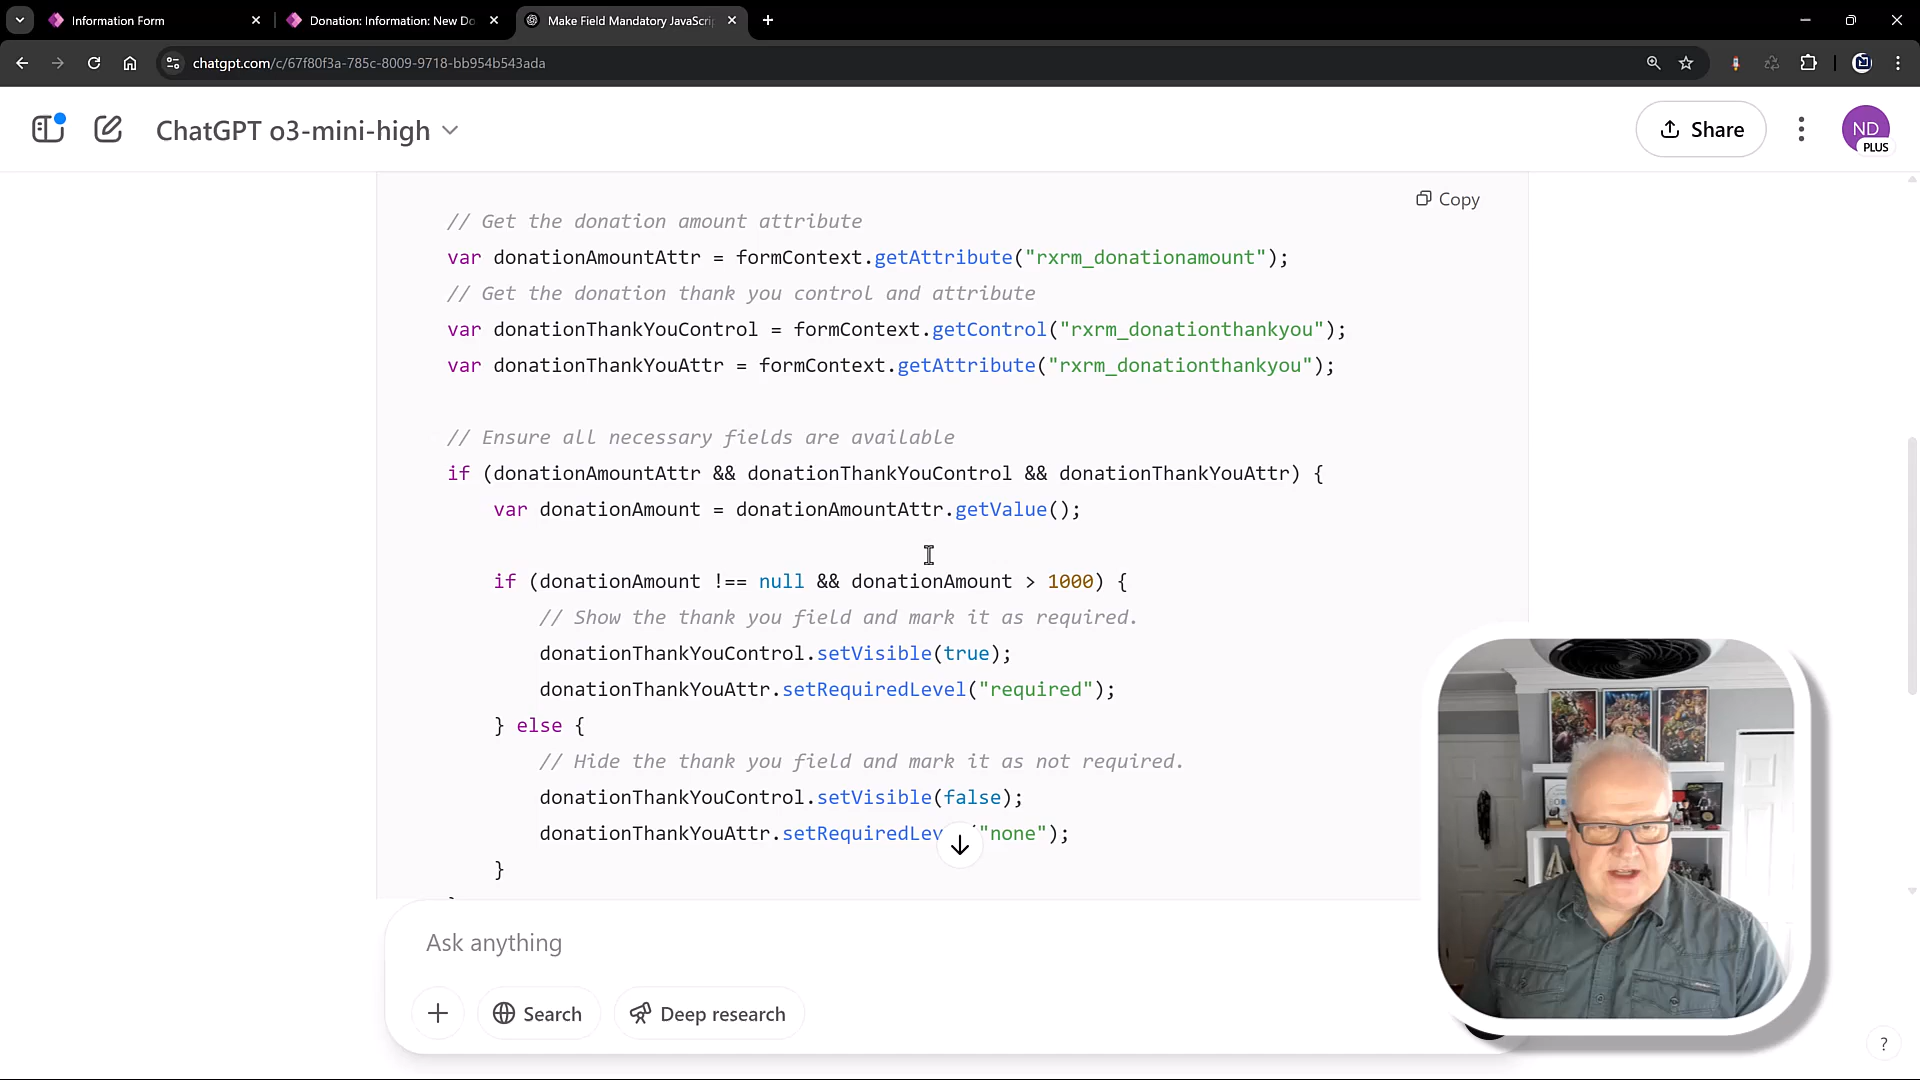 Information Form
Donation: Information: New Do
Make Field Mandatory JavaScrip
chatgpt.com/c/67f80f3a-785c-8009-9718-bb954b543ada
ChatGPT o3-mini-high
Share
ND
PLUS
Copy
// Get the donation amount attribute
var donationAmountAttr = formContext.getAttribute("rxrm_donationamount");
// Get the donation thank you control and attribute
var donationThankYouControl = formContext.getControl("rxrm_donationthankyou");
var donationThankYouAttr = formContext.getAttribute("rxrm_donationthankyou");
// Ensure all necessary fields are available
if (donationAmountAttr && donationThankYouControl && donationThankYouAttr) {
var donationAmount = donationAmountAttr.getValue();
if (donationAmount !== null && donationAmount > 1000) {
// Show the thank you field and mark it as required.
donationThankYouControl.setVisible(true);
donationThankYouAttr.setRequiredLevel("required");
} else {
// Hide the thank you field and mark it as not required.
donationThankYouControl.setVisible(false);
donationThankYouAttr.setRequiredLev "none");
}
Ask anything
Search
Deep research
?